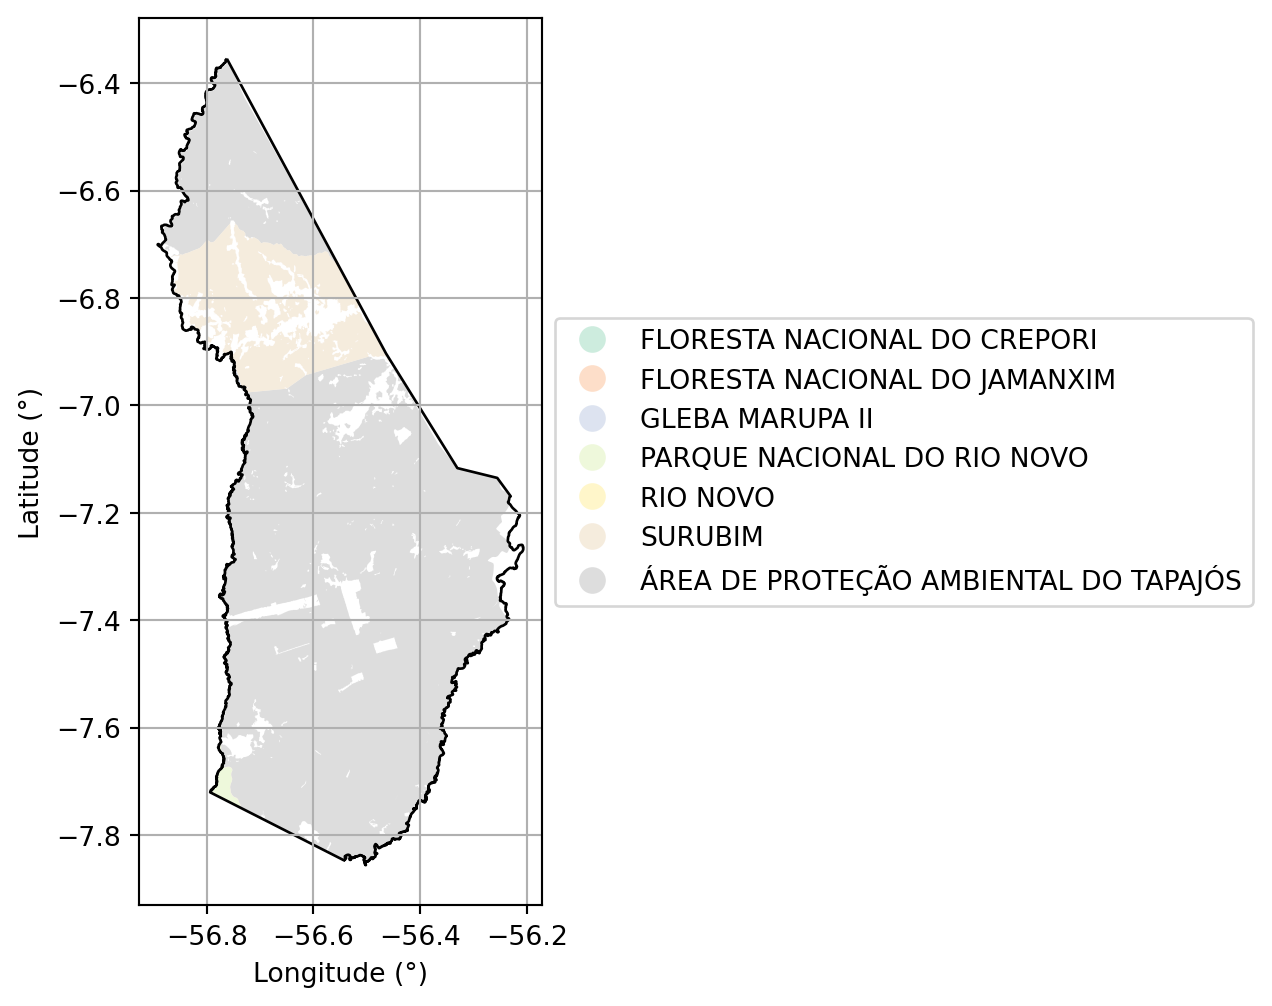 −6.4
−6.6
−6.8
−7.0
−7.2
−7.4
−7.6
−7.8
Latitude (°)
−56.8 −56.6 −56.4 −56.2
Longitude (°)
FLORESTA NACIONAL DO CREPORI
FLORESTA NACIONAL DO JAMANXIM
GLEBA MARUPA II
PARQUE NACIONAL DO RIO NOVO
RIO NOVO
SURUBIM
ÁREA DE PROTEÇÃO AMBIENTAL DO TAPAJÓS